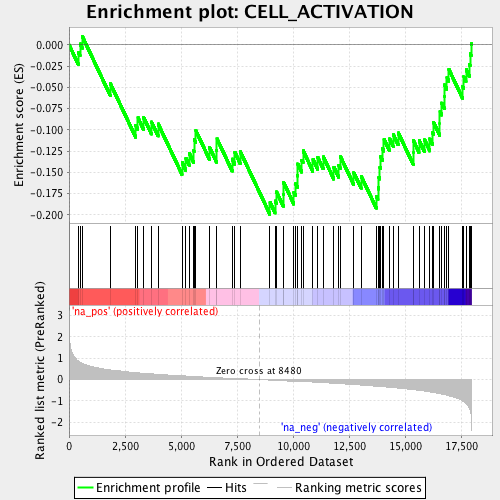 Enrichment plot: CELL_ACTIVATION
Enrichment score (ES)
0.000
-0.025
-0.050
-0.075
-0.100
-0.125
-0.150
-0.175
-0.200
'na_pos' (positively correlated)
Ranked list metric (PreRanked)
3
2
1
0
-1
-2
Zero cross at 8480
'na_neg' (negatively correlated)
0
2,500
5,000
7,500
10,000
12,500
15,000
17,500
Rank in Ordered Dataset
Enrichment profile
Hits
Ranking metric scores